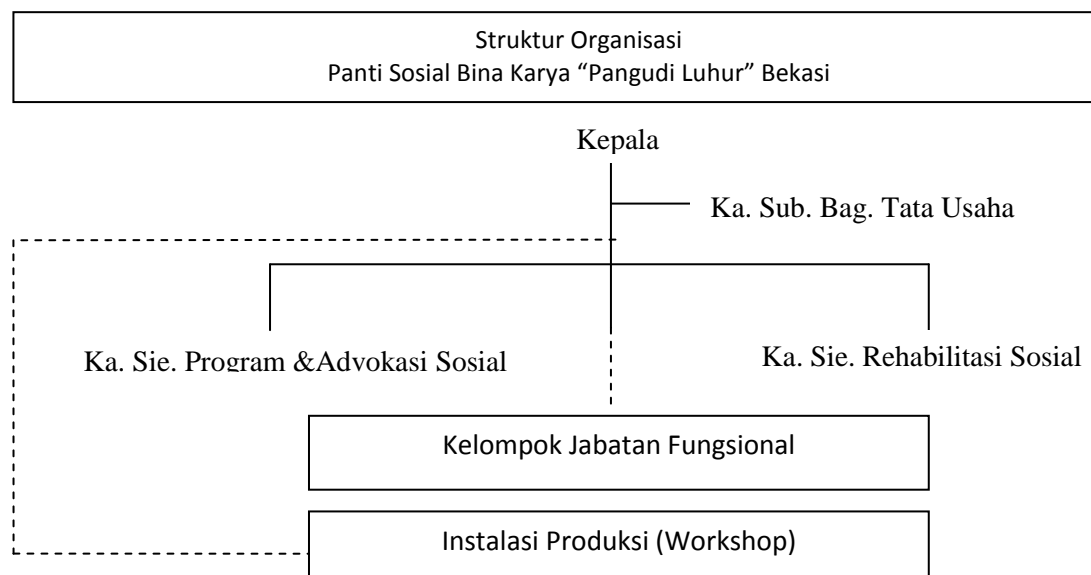 Struktur Organisasi
Panti Sosial Bina Karya “Pangudi Luhur” Bekasi
Kepala
Ka. Sub. Bag. Tata Usaha
Ka. Sie. Program &Advokasi Sosial
Ka. Sie. Rehabilitasi Sosial
Kelompok Jabatan Fungsional
Instalasi Produksi (Workshop)